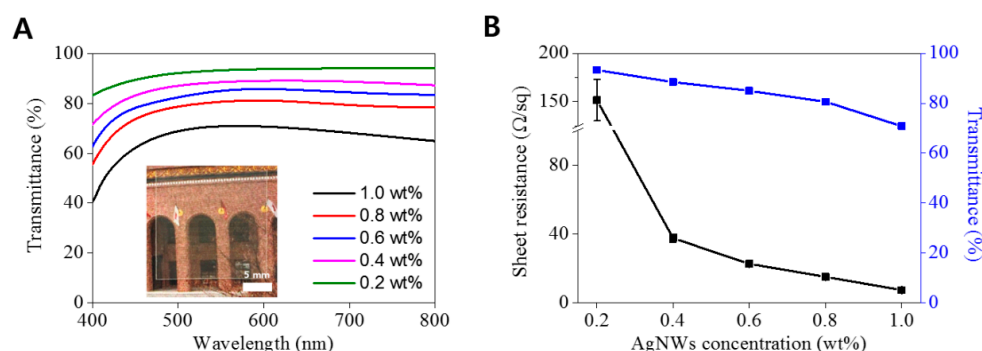 A
Transmittance (%)
100
80
60
40
20
0
400
500
600
700
800
Wavelength (nm)
5 mm
1.0 wt%
0.8 wt%
0.6 wt%
0.4 wt%
0.2 wt%
B
Sheet resistance (Ω/sq)
200
150
80
40
0
0.2
0.4
0.6
0.8
1.0
AgNWs concentration (wt%)
100
80
60
40
20
0
Transmittance (%)